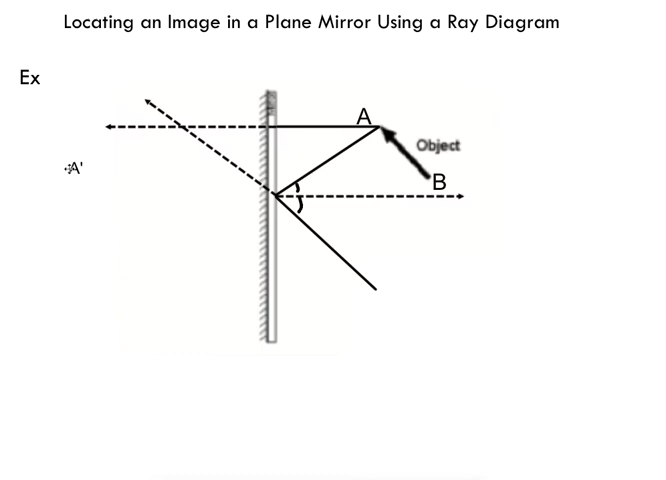 Locating an Image in a Plane Mirror Using a Ray Diagram
Ex
A
Object
A'
B